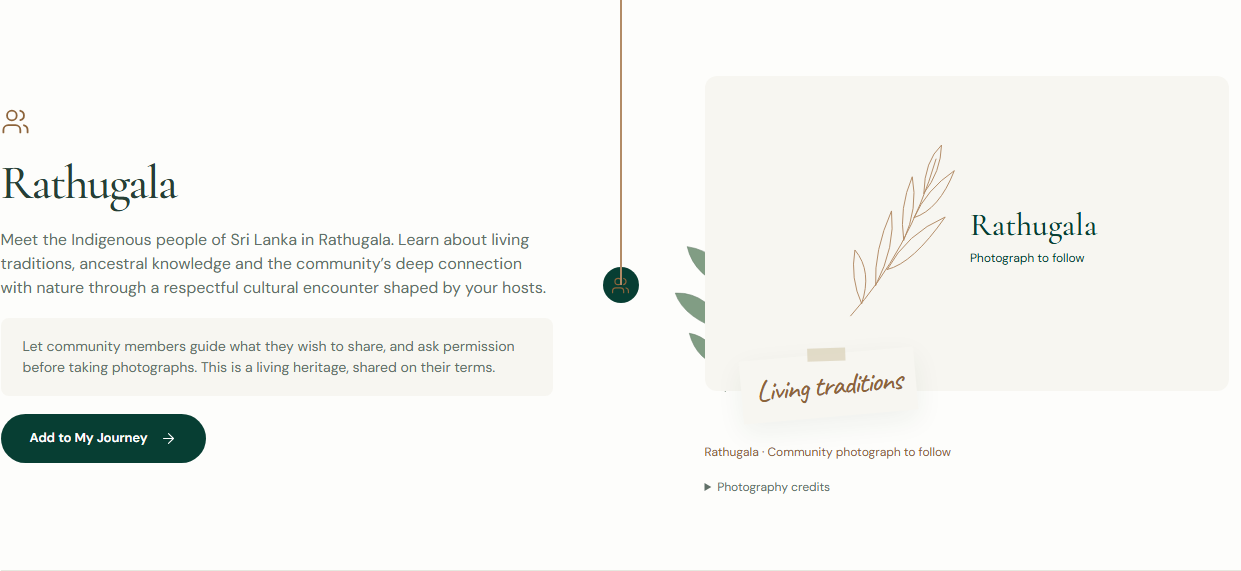 Rathugala
Meet the Indigenous people of Sri Lanka in Rathugala. Learn about living
traditions, ancestral knowledge and the community’s deep connection
with nature through a respectful cultural encounter shaped by your hosts.
Let community members guide what they wish to share, and ask permission
before taking photographs. This is a living heritage, shared on their terms.
Add to My Journey
Rathugala
Photograph to follow
Living traditions
Rathugala · Community photograph to follow
Photography credits